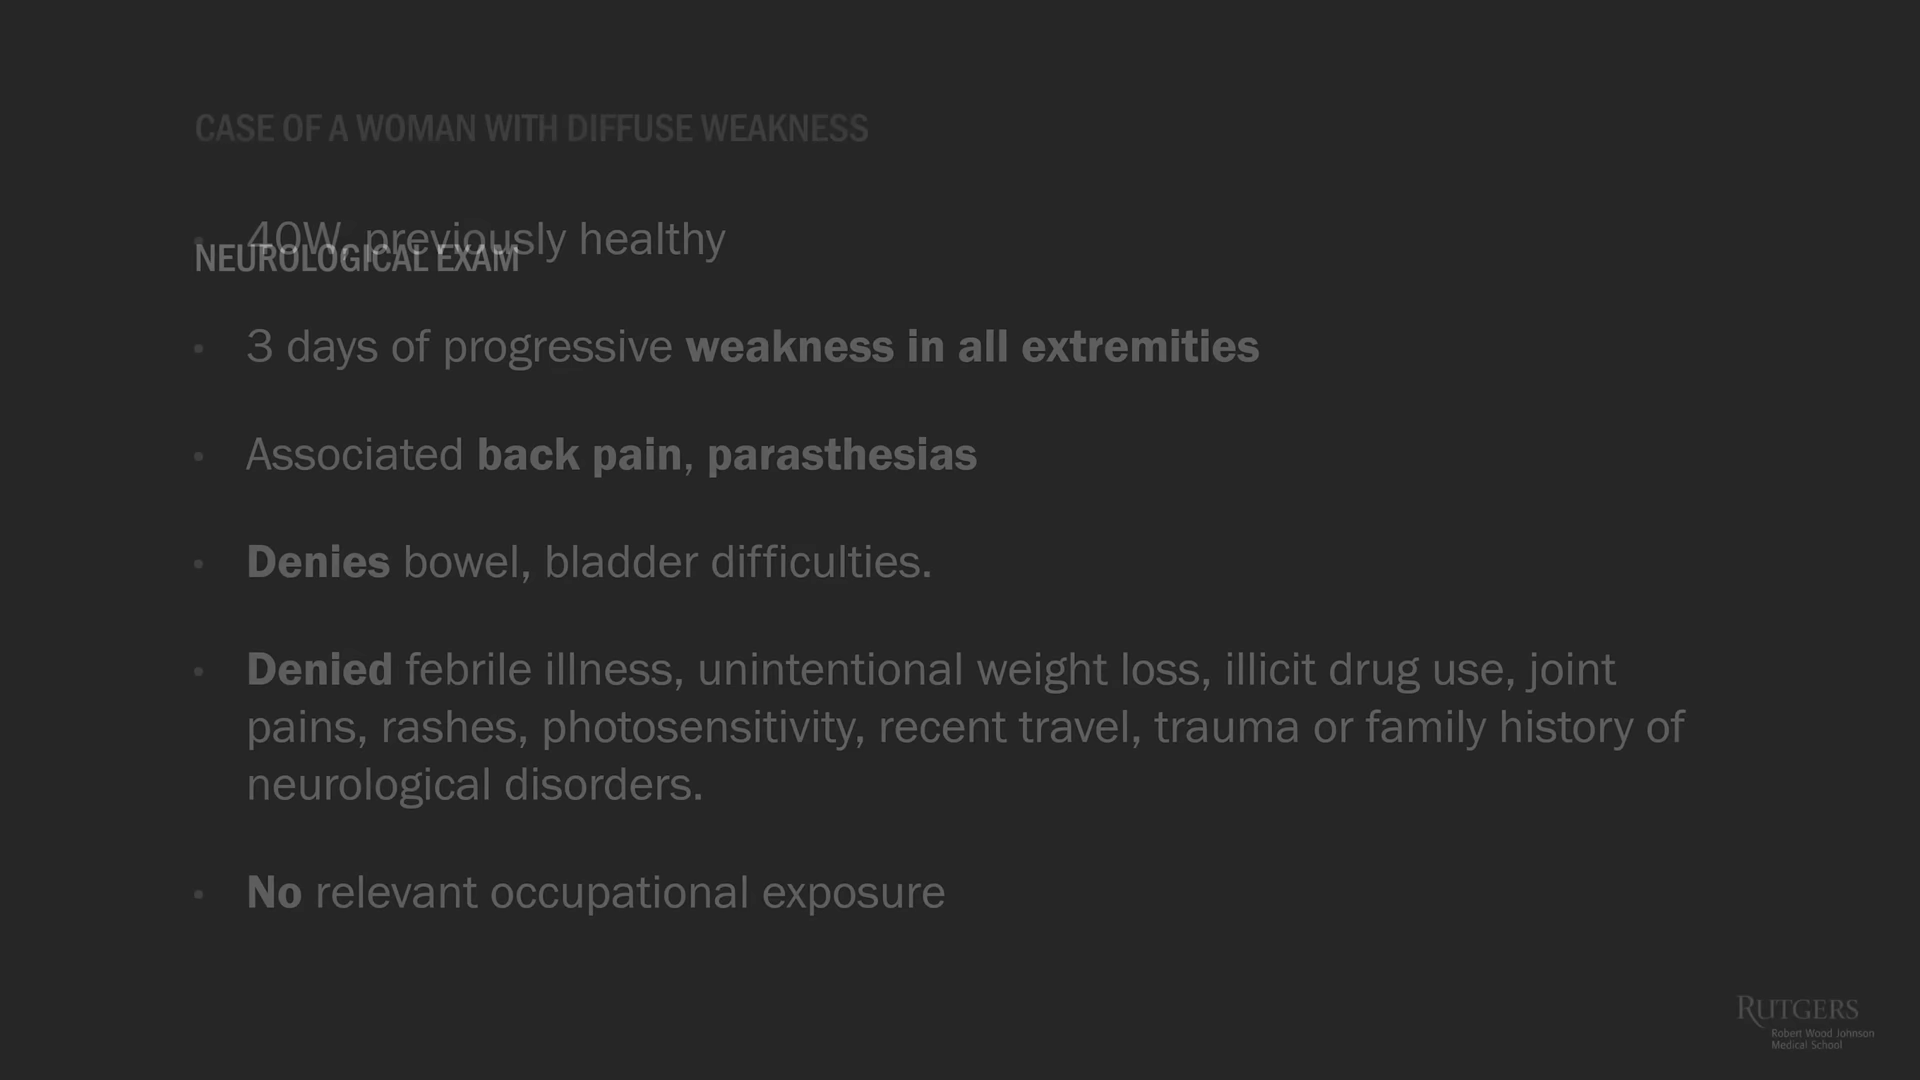 CASE OF A WOMAN WITH DIFFUSE WEAKNESS
• 40W, previously healthy
NEUROLOGICAL EXAM
• 3 days of progressive weakness in all extremities
• Associated back pain, parasthesias
• Denies bowel, bladder difficulties.
• Denied febrile illness, unintentional weight loss, illicit drug use, joint
pains, rashes, photosensitivity, recent travel, trauma or family history of
neurological disorders.
• No relevant occupational exposure
RUTGERS
Robert Wood Johnson
Medical School